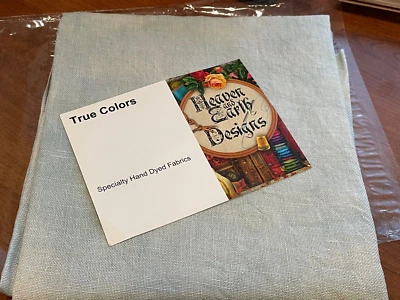 True Colors
Specialty Hand Dyed Fabrics
Heaven
and
Earth
Designs